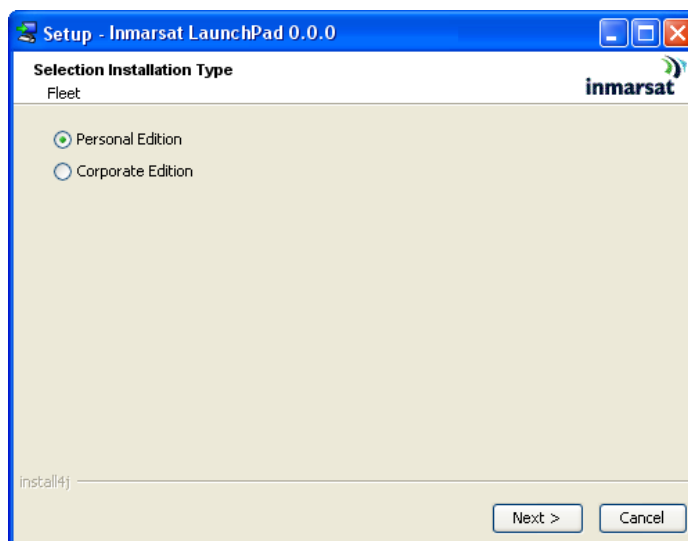 Setup - Inmarsat LaunchPad 0.0.0
Selection Installation Type
Fleet
inmarsat
Personal Edition
Corporate Edition
install4j
Next >
Cancel